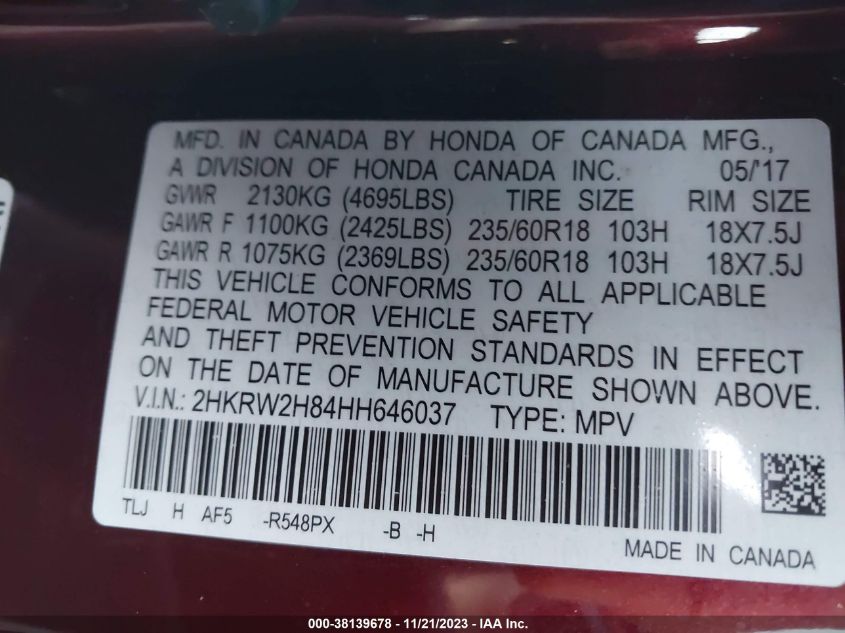 MFD. IN CANADA BY HONDA OF CANADA MFG.,
A DIVISION OF HONDA CANADA INC. 05/'17
GVWR 2130KG (4695LBS) TIRE SIZE RIM SIZE
GAWR F 1100KG (2425LBS) 235/60R18 103H 18X7.5J
GAWR R 1075KG (2369LBS) 235/60R18 103H 18X7.5J
THIS VEHICLE CONFORMS TO ALL APPLICABLE
FEDERAL MOTOR VEHICLE SAFETY
AND THEFT PREVENTION STANDARDS IN EFFECT
ON THE DATE OF MANUFACTURE SHOWN ABOVE.
V.I.N.: 2HKRW2H84HH646037 TYPE: MPV
TLJ H AF5 -R548PX -B -H
MADE IN CANADA
000-38139678 - 11/21/2023 - IAA Inc.